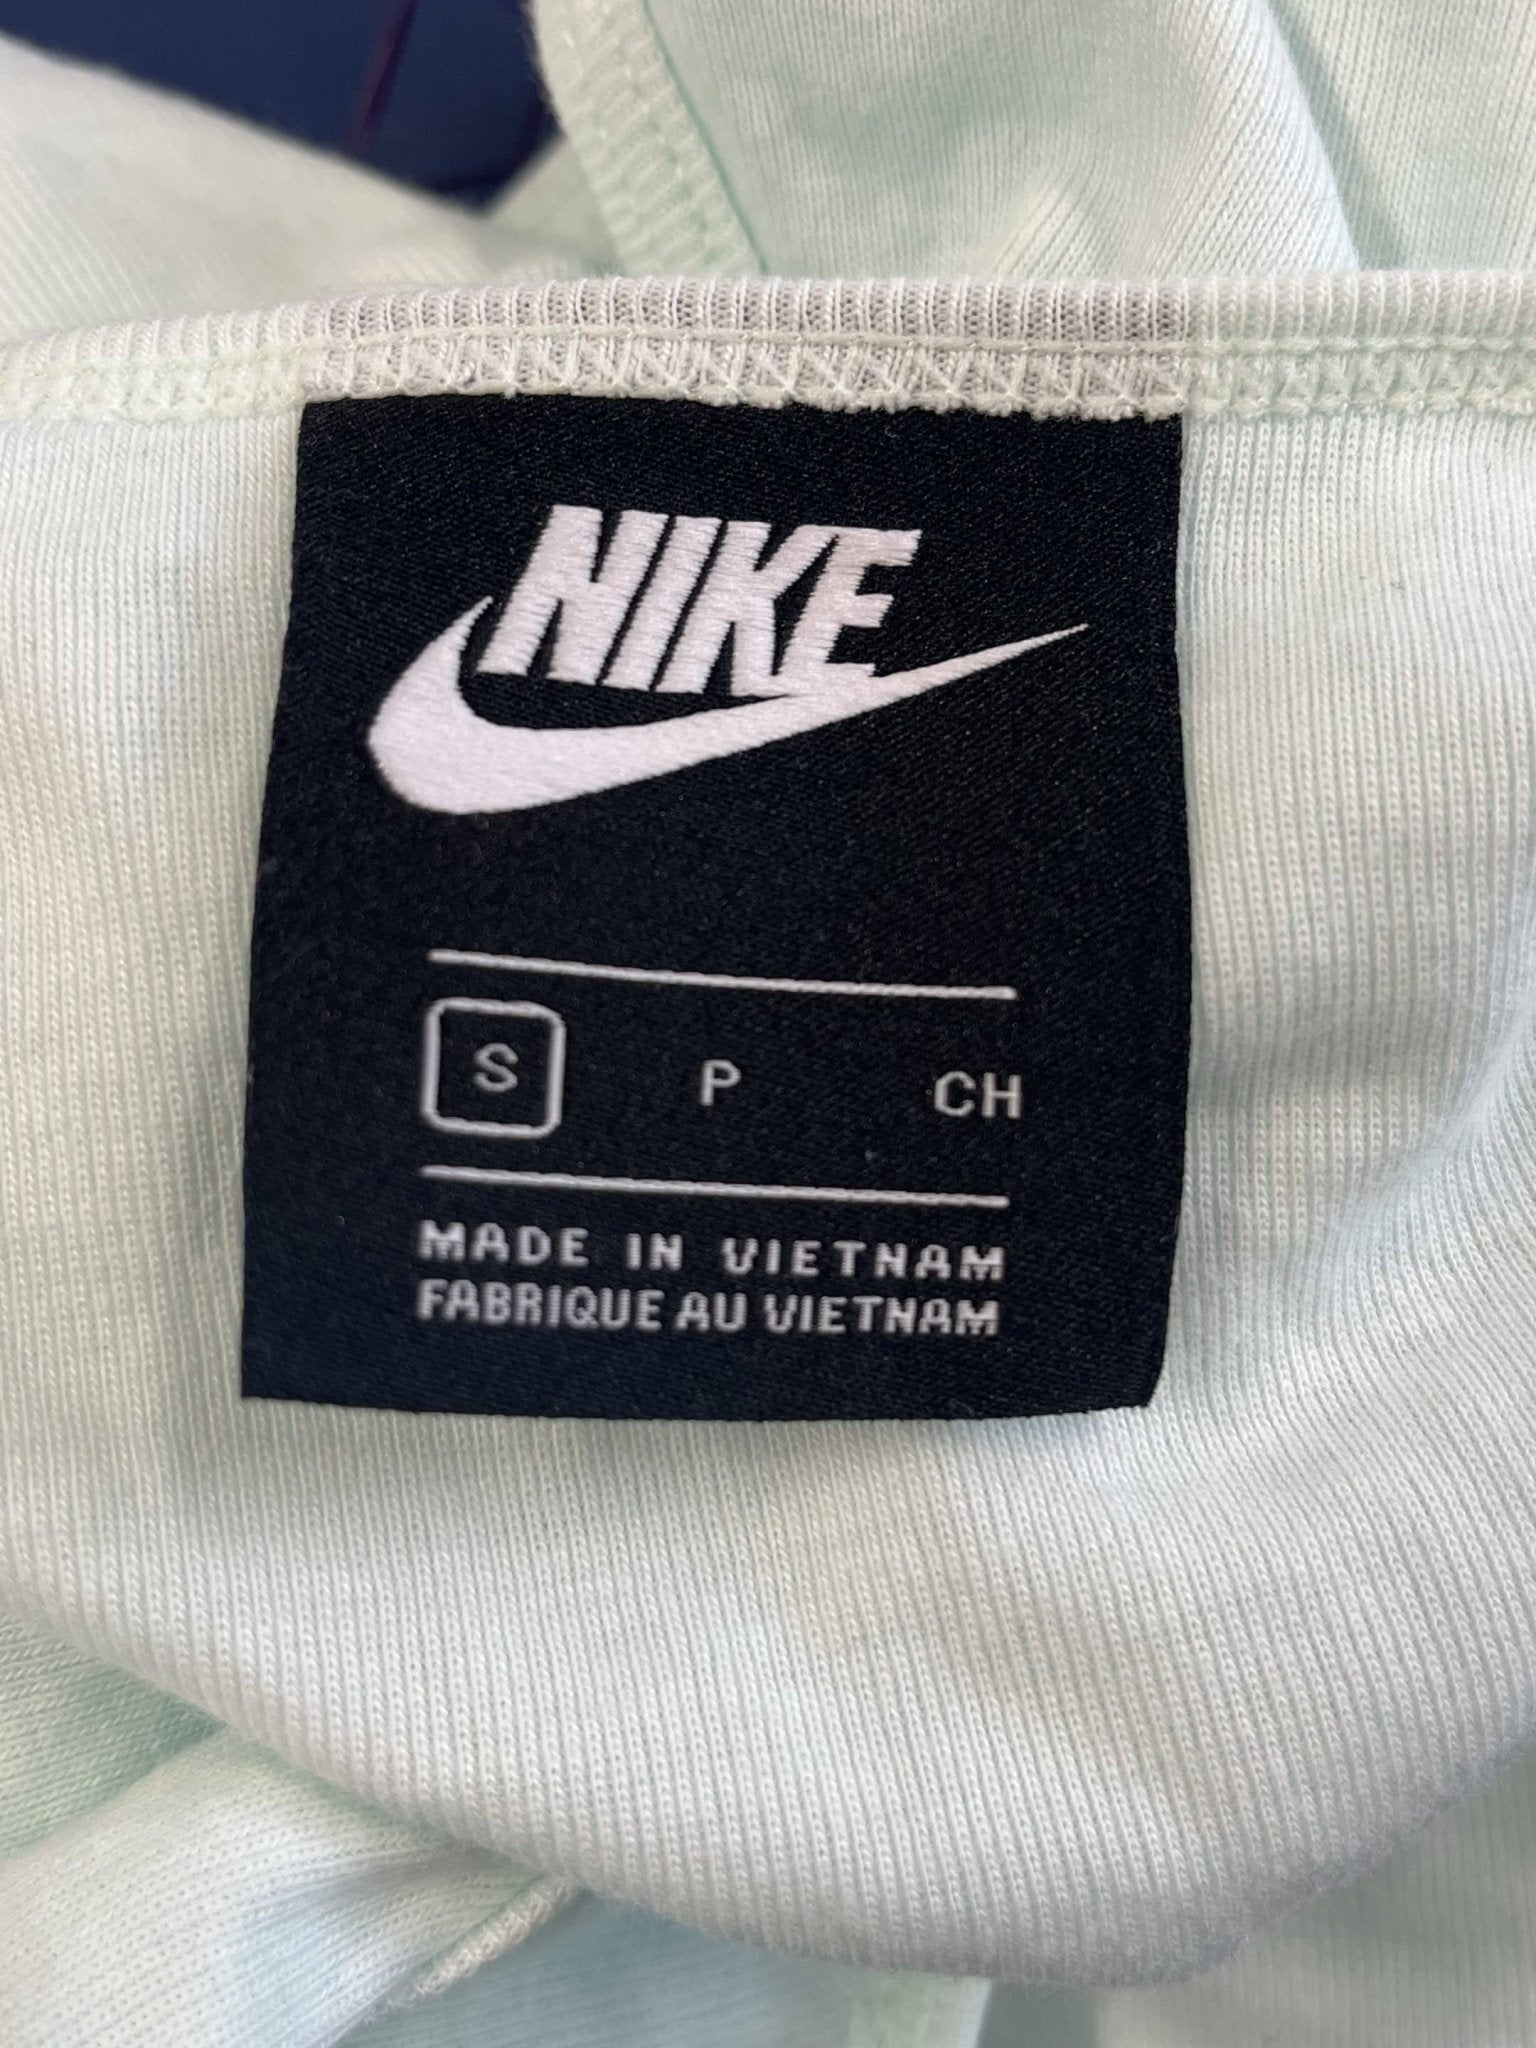 NIKE
S P CH
MADE IN VIETNAM
FABRIQUE AU VIETNAM